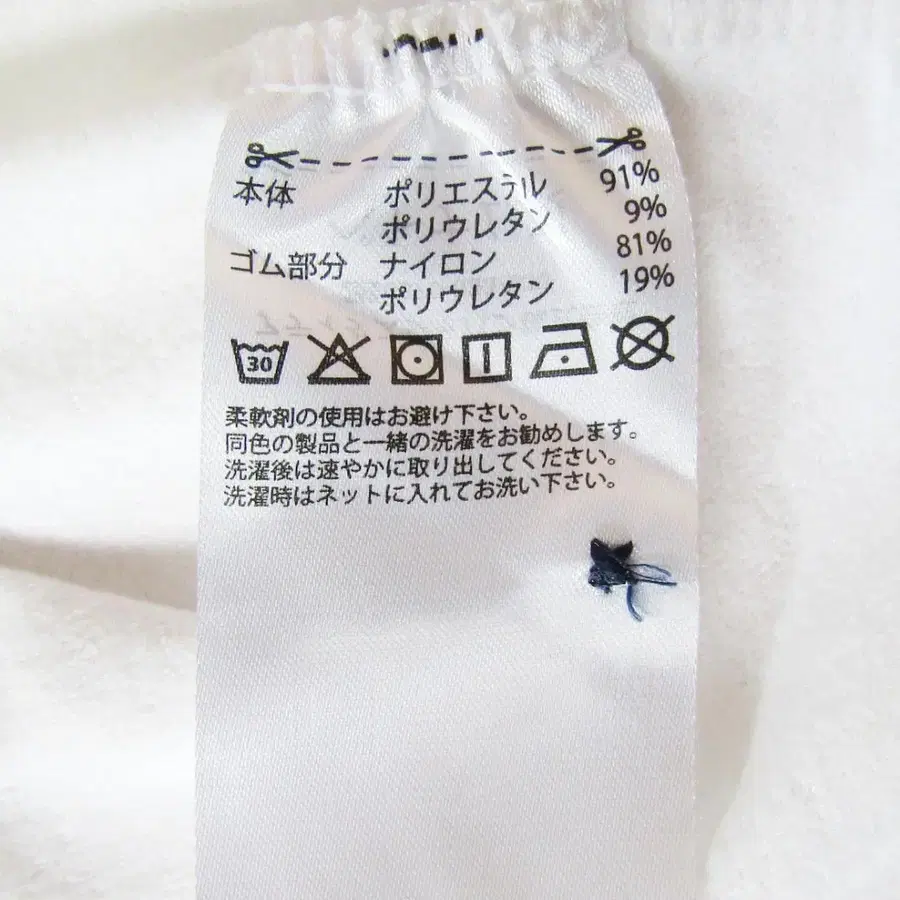 本体 ポリエステル 91%
ポリウレタン 9%
ゴム部分 ナイロン 81%
ポリウレタン 19%
30
柔軟剤の使用はお避け下さい。
同色の製品と一緒の洗濯をお勧めします。
洗濯後は速やかに取り出してください。
洗濯時はネットに入れてお洗い下さい。